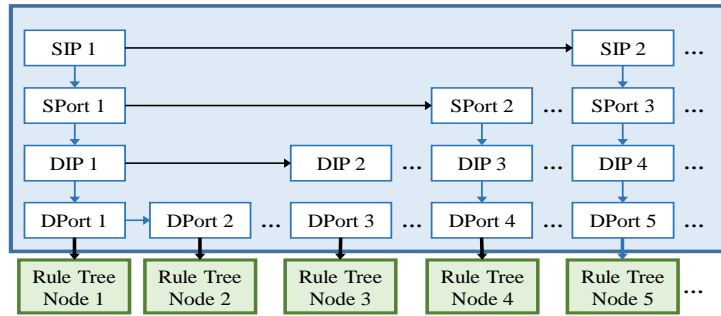 SIP 1 SIP 2 ...
SPort 1 SPort 2 ... SPort 3 ...
DIP 1 DIP 2 ... DIP 3 ... DIP 4 ...
DPort 1 DPort 2 ... DPort 3 ... DPort 4 ... DPort 5 ...
Rule Tree Rule Tree Rule Tree Rule Tree Rule Tree
Node 1 Node 2 Node 3 Node 4 Node 5 ...